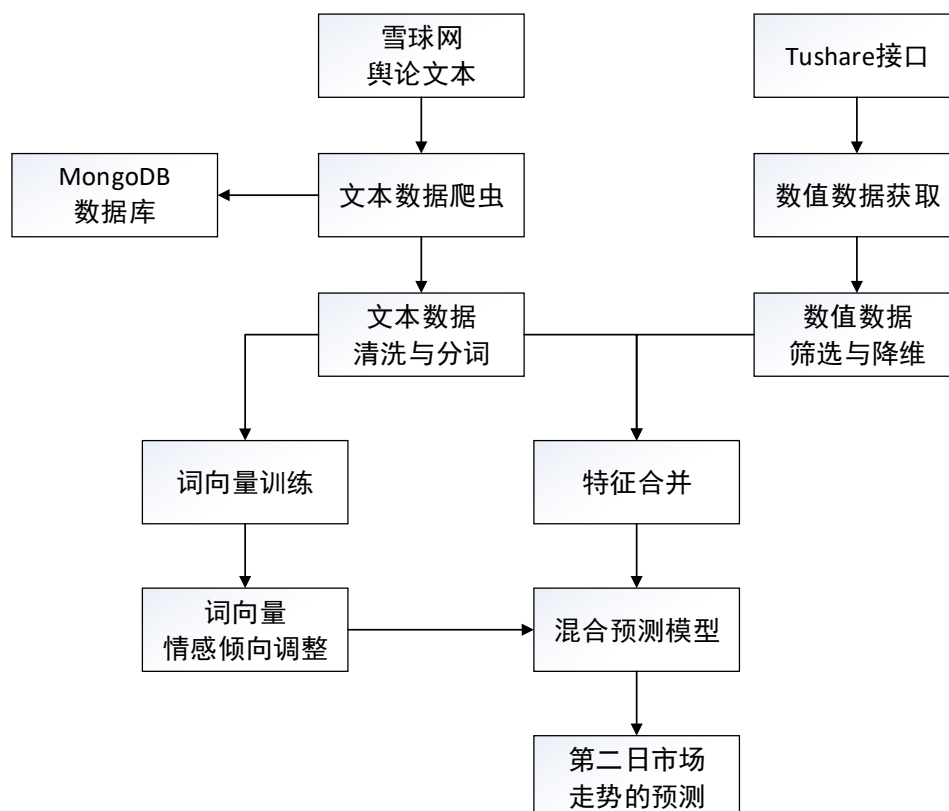 雪球网
舆论文本
Tushare接口
MongoDB
数据库
文本数据爬虫
数值数据获取
文本数据
清洗与分词
数值数据
筛选与降维
词向量训练
特征合并
词向量
情感倾向调整
混合预测模型
第二日市场
走势的预测